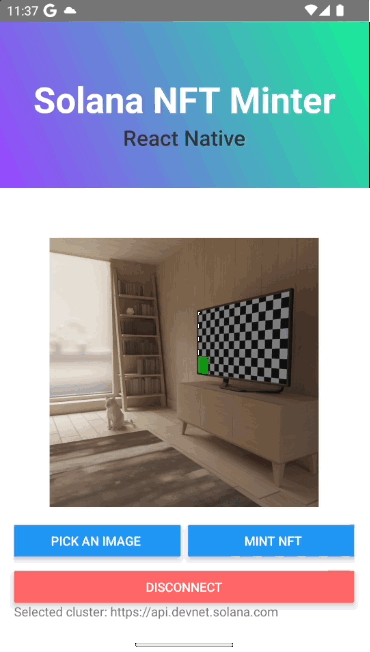 11:37 G
Solana NFT Minter
React Native
PICK AN IMAGE
MINT NFT
DISCONNECT
Selected cluster: https://api.devnet.solana.com